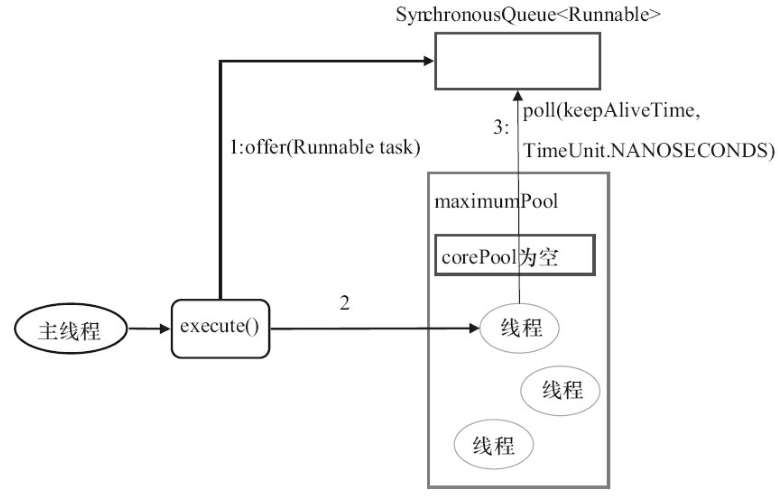 SynchronousQueue<Runnable>
1:offer(Runnable task)
3:
poll(keepAliveTime,
TimeUnit.NANOSECONDS)
maximumPool
corePool为空
主线程
execute()
2
线程
线程
线程